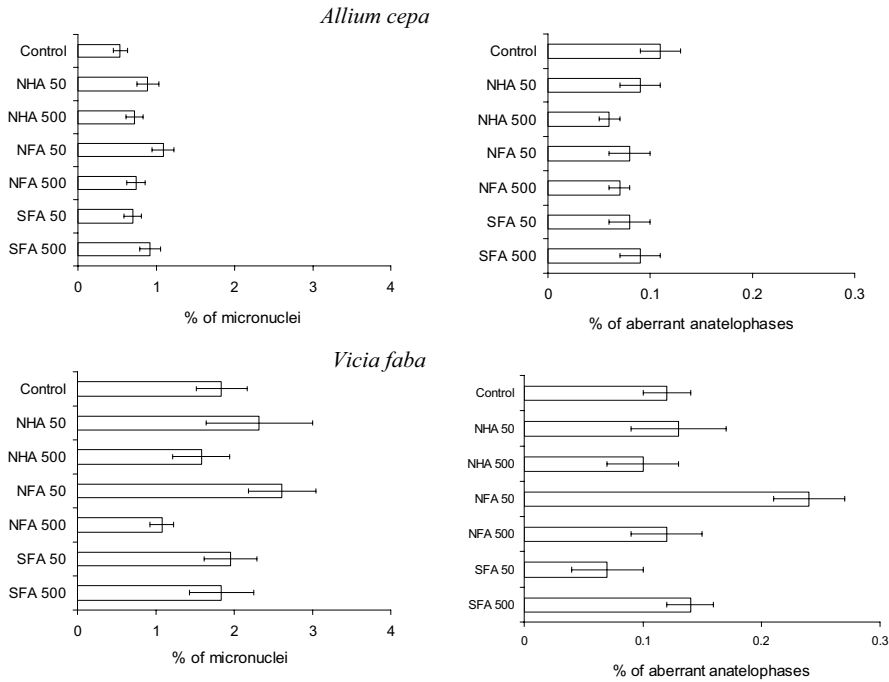 Allium cepa
Control
NHA 50
NHA 500
NFA 50
NFA 500
SFA 50
SFA 500
0 1 2 3 4
% of micronuclei
Control
NHA 50
NHA 500
NFA 50
NFA 500
SFA 50
SFA 500
0 0.1 0.2 0.3
% of aberrant anatelophases
Vicia faba
Control
NHA 50
NHA 500
NFA 50
NFA 500
SFA 50
SFA 500
0 1 2 3 4
% of micronuclei
Control
NHA 50
NHA 500
NFA 50
NFA 500
SFA 50
SFA 500
0 0.1 0.2 0.3
% of aberrant anatelophases